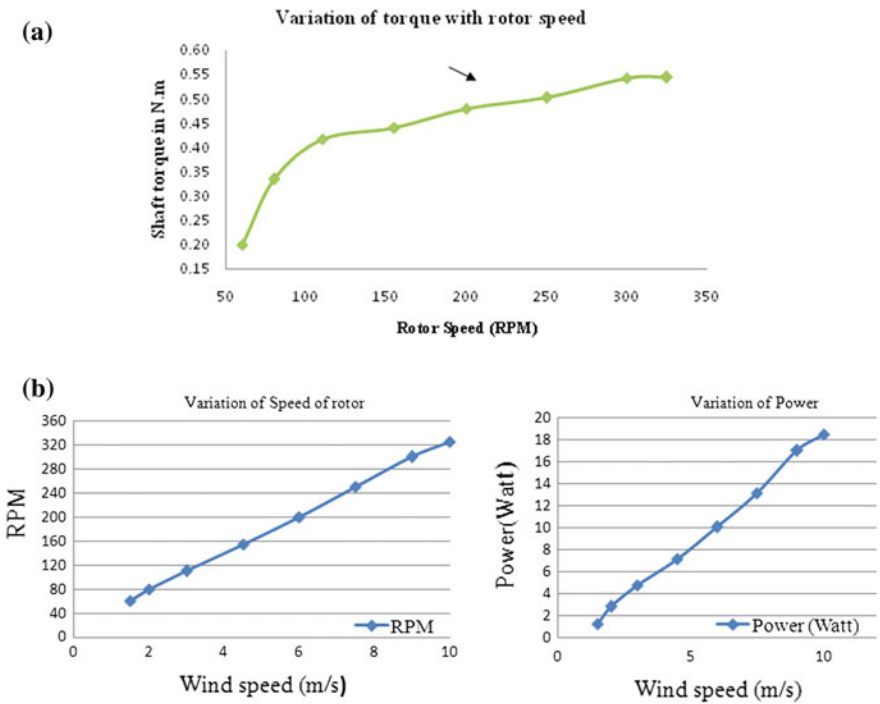 (a)
Variation of torque with rotor speed
Shaft torque in N.m
0.60
0.55
0.50
0.45
0.40
0.35
0.30
0.25
0.20
0.15
50 100 150 200 250 300 350
Rotor Speed (RPM)
(b)
Variation of Speed of rotor
RPM
360
320
280
240
200
160
120
80
40
0
0 2 4 6 8 10
RPM
Wind speed (m/s)
Variation of Power
Power(Watt)
20
18
16
14
12
10
8
6
4
2
0
0 5 10
Power (Watt)
Wind speed (m/s)